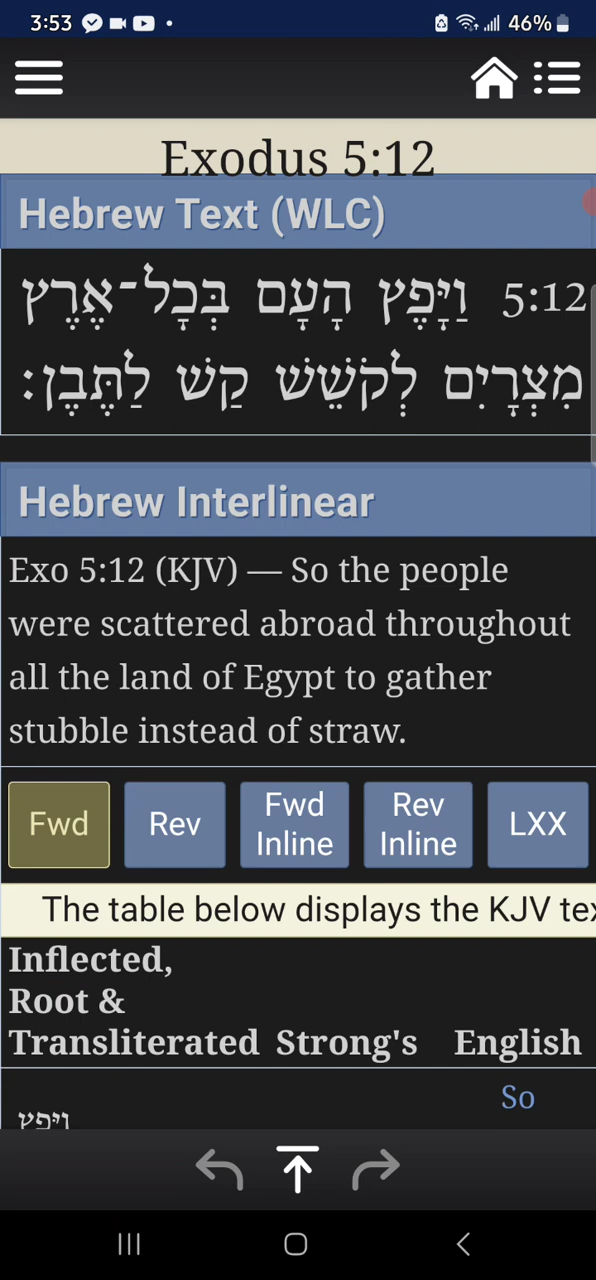 3:53 46%
Exodus 5:12
Hebrew Text (WLC)
5:12 וַיָּפֶץ הָעָם בְּכָל־אֶרֶץ
מִצְרָיִם לְקֹשֵׁשׁ קַשׁ לַתֶּבֶן׃
Hebrew Interlinear
Exo 5:12 (KJV) — So the people
were scattered abroad throughout
all the land of Egypt to gather
stubble instead of straw.
Fwd Rev Fwd Inline Rev Inline LXX
The table below displays the KJV tex
Inflected,
Root &
Transliterated Strong's English
So
ויפץ